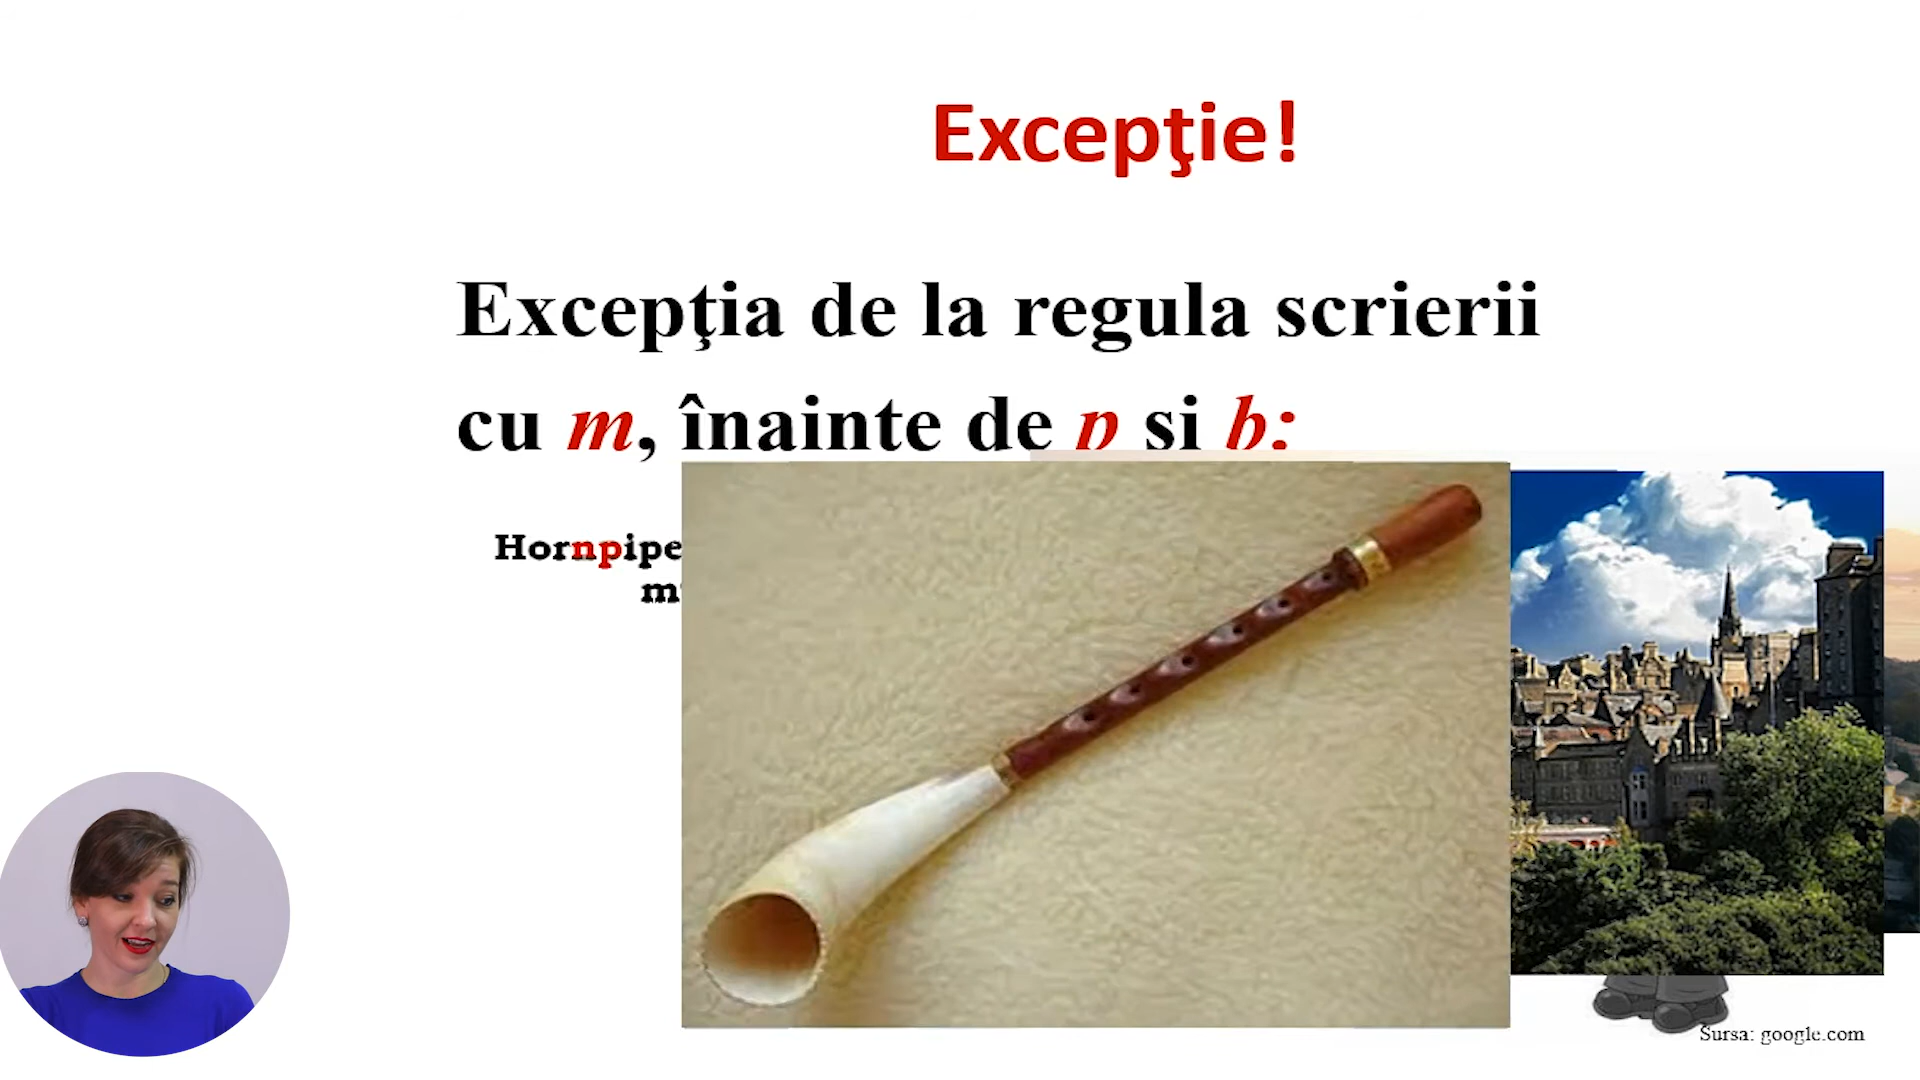 Excepţie!
Excepţia de la regula scrierii
cu m, înainte de p si b:
Hornpipe
Sursa: google.com